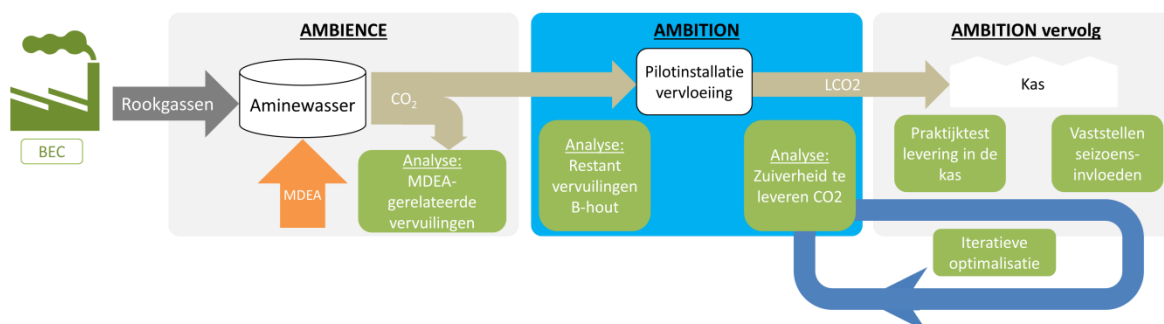 AMBIENCE
AMBITION
AMBITION vervolg
Rookgassen
BEC
Aminewasser
MDEA
CO2
Analyse:
MDEA-
gerelateerde
vervuilingen
Pilotinstallatie
vervloeiing
Analyse:
Restant
vervuilingen
B-hout
Analyse:
Zuiverheid te
leveren CO2
LCO2
Kas
Praktijktest
levering in de
kas
Vaststellen
seizoens-
invloeden
Iteratieve
optimalisatie